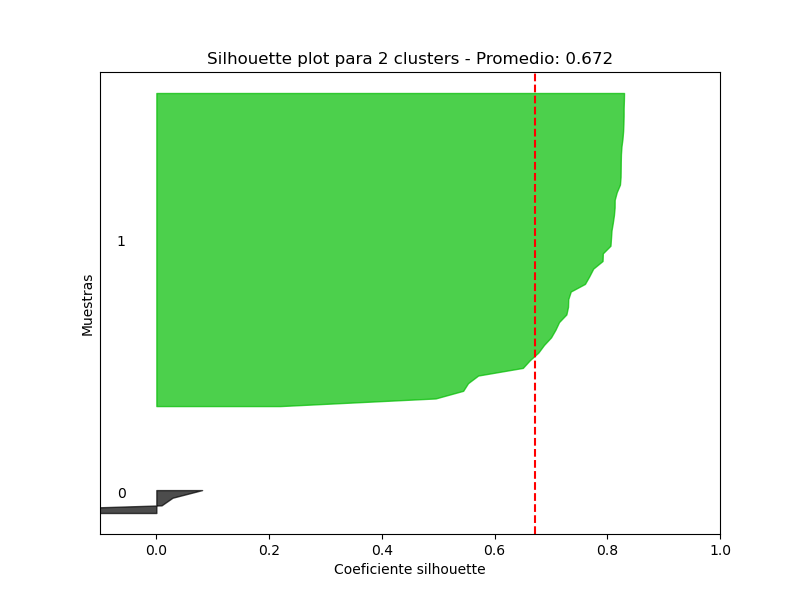 Silhouette plot para 2 clusters - Promedio: 0.672
Muestras
1
0
0.0 0.2 0.4 0.6 0.8 1.0
Coeficiente silhouette